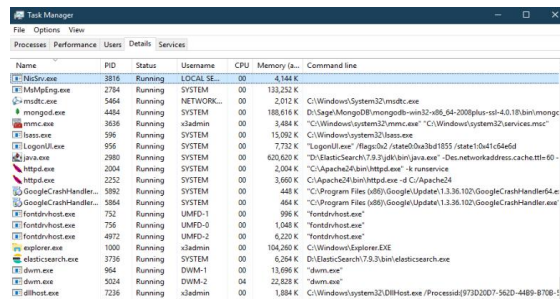 Task Manager
File Options View
Processes Performance Users Details Services
Name PID Status Username CPU Memory (a... Command line
NisSrv.exe 3816 Running LOCAL SE... 00 4,144 K
MsMpEng.exe 2784 Running SYSTEM 00 133,252 K
msdtc.exe 5464 Running NETWORK... 00 2,012 K C:\Windows\System32\msdtc.exe
mongod.exe 4484 Running SYSTEM 00 188,616 K D:\Sage\MongoDB\mongodb-win32-x86_64-2008plus-ssl-4.0.18\bin\mongc
mmc.exe 3636 Running x3admin 00 3,484 K "C:\Windows\system32\mmc.exe" "C:\Windows\system32\services.msc"
lsass.exe 596 Running SYSTEM 00 15,092 K C:\Windows\system32\lsass.exe
LogonUI.exe 956 Running SYSTEM 00 7,732 K "LogonUI.exe" /flags:0x2 /state0:0xa3bd1855 /state1:0x41c64e6d
java.exe 2980 Running SYSTEM 00 620,620 K "D:\ElasticSearch\7.9.3\jdk\bin\java.exe" -Des.networkaddress.cache.ttl=60 -
httpd.exe 2004 Running SYSTEM 00 2,004 K "C:\Apache24\bin\httpd.exe" -k runservice
httpd.exe 2252 Running SYSTEM 00 3,660 K C:\Apache24\bin\httpd.exe -d C:/Apache24
GoogleCrashHandler... 5892 Running SYSTEM 00 448 K "C:\Program Files (x86)\Google\Update\1.3.36.102\GoogleCrashHandler64.e
GoogleCrashHandler... 5864 Running SYSTEM 00 464 K "C:\Program Files (x86)\Google\Update\1.3.36.102\GoogleCrashHandler.exe
fontdrvhost.exe 752 Running UMFD-1 00 996 K "fontdrvhost.exe"
fontdrvhost.exe 756 Running UMFD-0 00 1,048 K "fontdrvhost.exe"
fontdrvhost.exe 4972 Running UMFD-2 00 6,220 K "fontdrvhost.exe"
explorer.exe 1000 Running x3admin 00 104,260 K C:\Windows\Explorer.EXE
elasticsearch.exe 3736 Running SYSTEM 00 6,264 K D:\ElasticSearch\7.9.3\bin\elasticsearch.exe
dwm.exe 964 Running DWM-1 00 13,696 K "dwm.exe"
dwm.exe 5024 Running DWM-2 04 22,828 K "dwm.exe"
dllhost.exe 7236 Running x3admin 00 1,884 K C:\Windows\system32\DllHost.exe /Processid:{973D20D7-562D-44B9-B70B-5